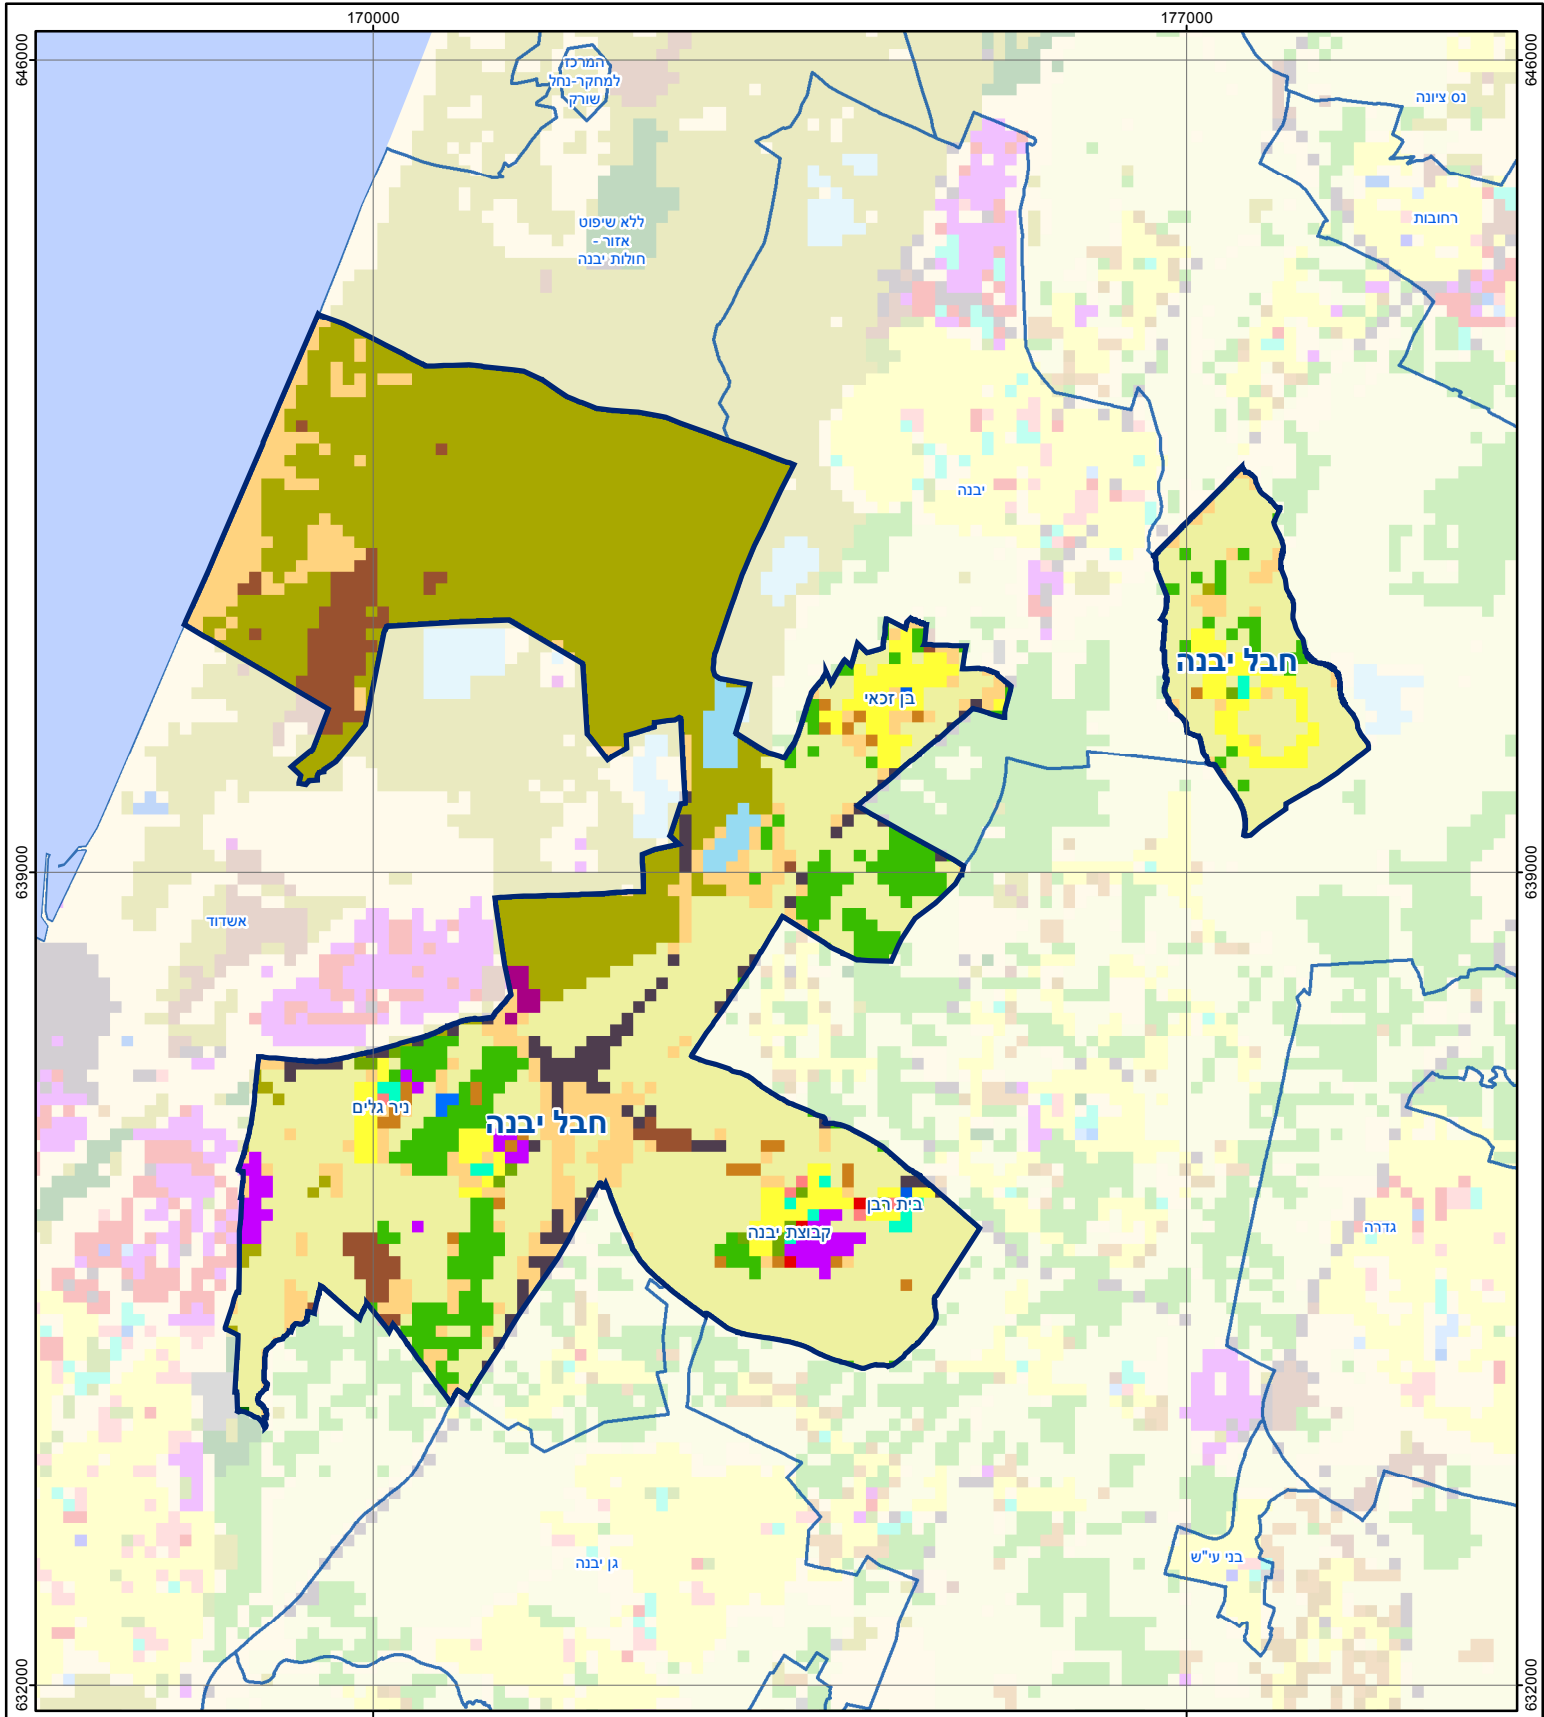 170000
177000
646000
646000
המרכז
למחקר-נחל
שורק
נס ציונה
רחובות
ללא שיפוט
אזור -
חולות יבנה
יבנה
חבל יבנה
בן זכאי
639000
639000
אשדוד
ניר גלים
חבל יבנה
בית רבן
קבוצת יבנה
גדרה
גן יבנה
בני עי"ש
632000
632000